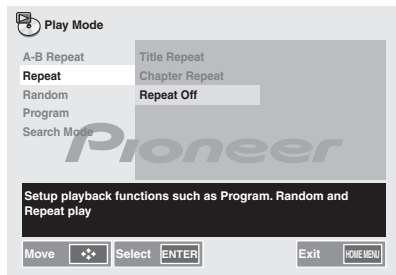 Play Mode
A-B Repeat Title Repeat
Repeat Chapter Repeat
Random Repeat Off
Program
Search Mode
Pioneer
Setup playback functions such as Program. Random and
Repeat play
Move Select ENTER Exit HOME MENU